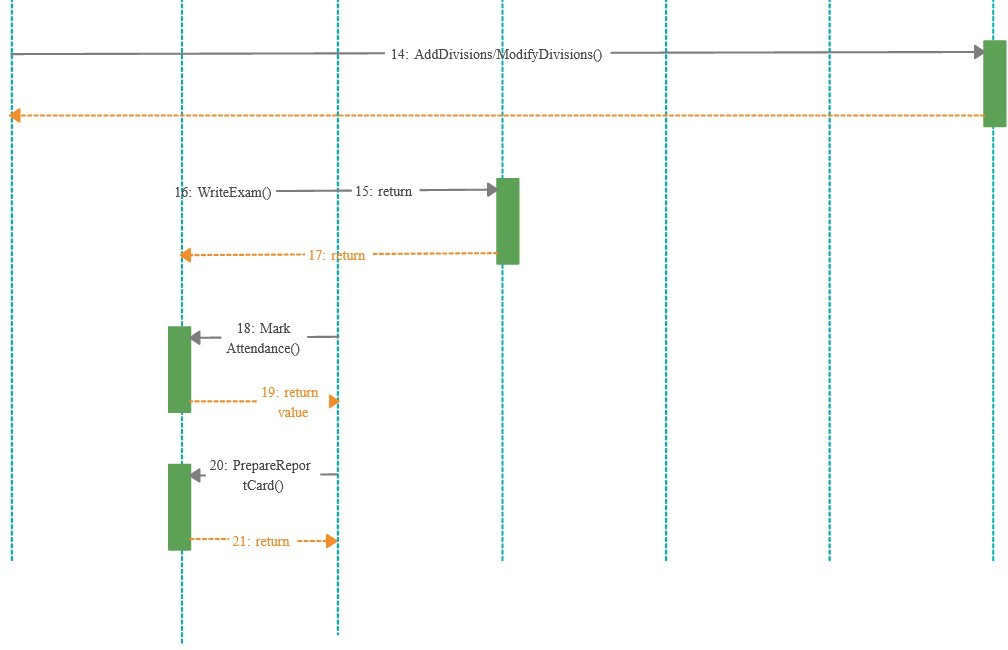 14: AddDivisions/ModifyDivisions()
16: WriteExam()
15: return
17: return
18: Mark
Attendance()
19: return
value
20: PrepareRepor
tCard()
21: return